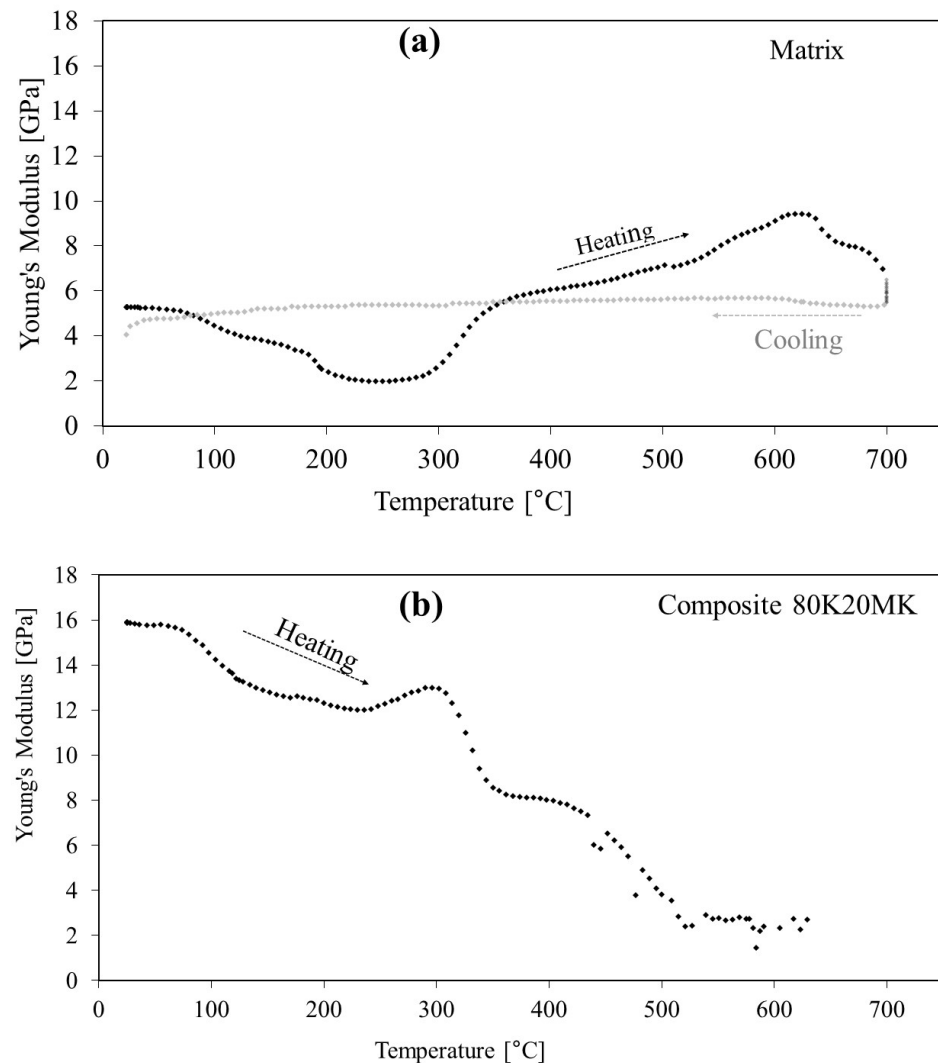 (a)
Matrix
Young's Modulus [GPa]
18
16
14
12
10
8
6
4
2
0
Heating
Cooling
0 100 200 300 400 500 600 700
Temperature [°C]
(b)
Composite 80K20MK
Young's Modulus [GPa]
18
16
14
12
10
8
6
4
2
0
Heating
0 100 200 300 400 500 600 700
Temperature [°C]